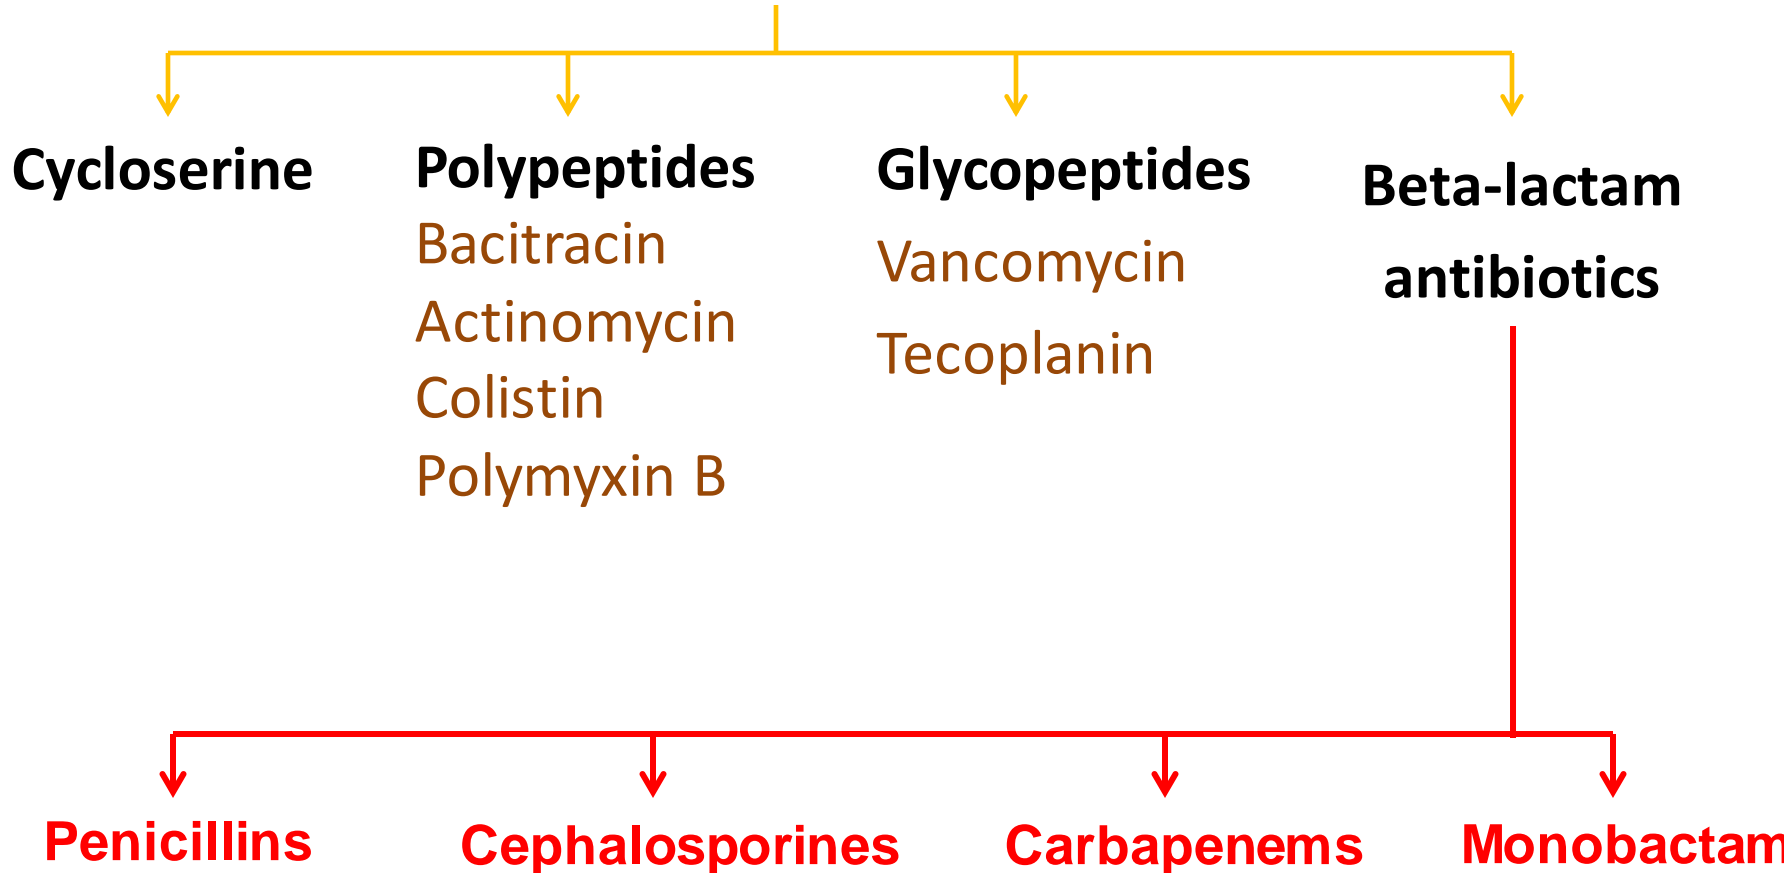 Cycloserine
Polypeptides
Bacitracin
Actinomycin
Colistin
Polymyxin B
Glycopeptides
Vancomycin
Tecoplanin
Beta-lactam
antibiotics
Penicillins
Cephalosporines
Carbapenems
Monobactam